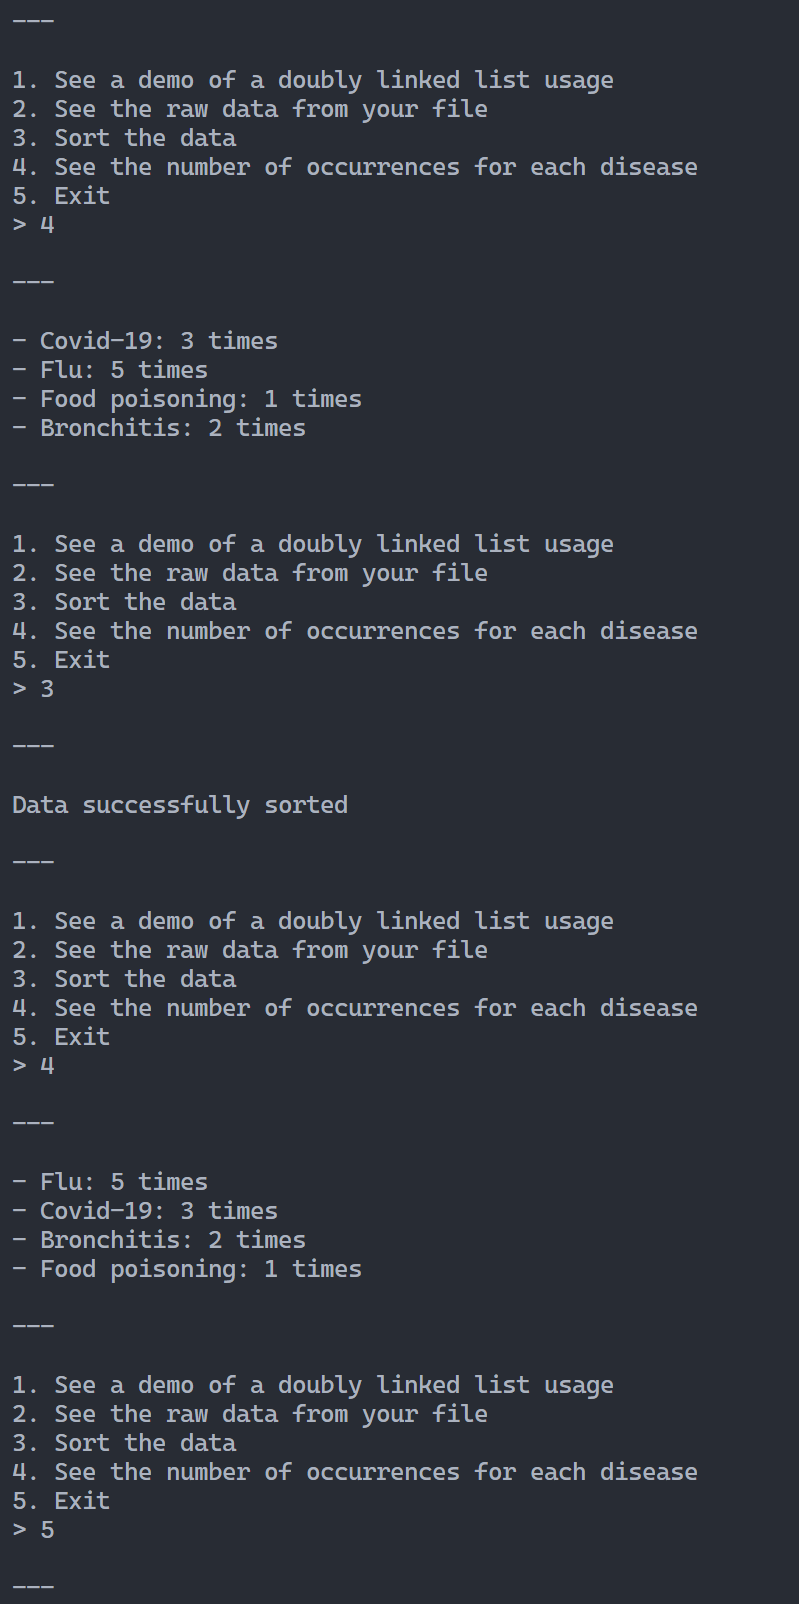 ---
1. See a demo of a doubly linked list usage
2. See the raw data from your file
3. Sort the data
4. See the number of occurrences for each disease
5. Exit
> 4
---
- Covid-19: 3 times
- Flu: 5 times
- Food poisoning: 1 times
- Bronchitis: 2 times
---
1. See a demo of a doubly linked list usage
2. See the raw data from your file
3. Sort the data
4. See the number of occurrences for each disease
5. Exit
> 3
---
Data successfully sorted
---
1. See a demo of a doubly linked list usage
2. See the raw data from your file
3. Sort the data
4. See the number of occurrences for each disease
5. Exit
> 4
---
- Flu: 5 times
- Covid-19: 3 times
- Bronchitis: 2 times
- Food poisoning: 1 times
---
1. See a demo of a doubly linked list usage
2. See the raw data from your file
3. Sort the data
4. See the number of occurrences for each disease
5. Exit
> 5
---